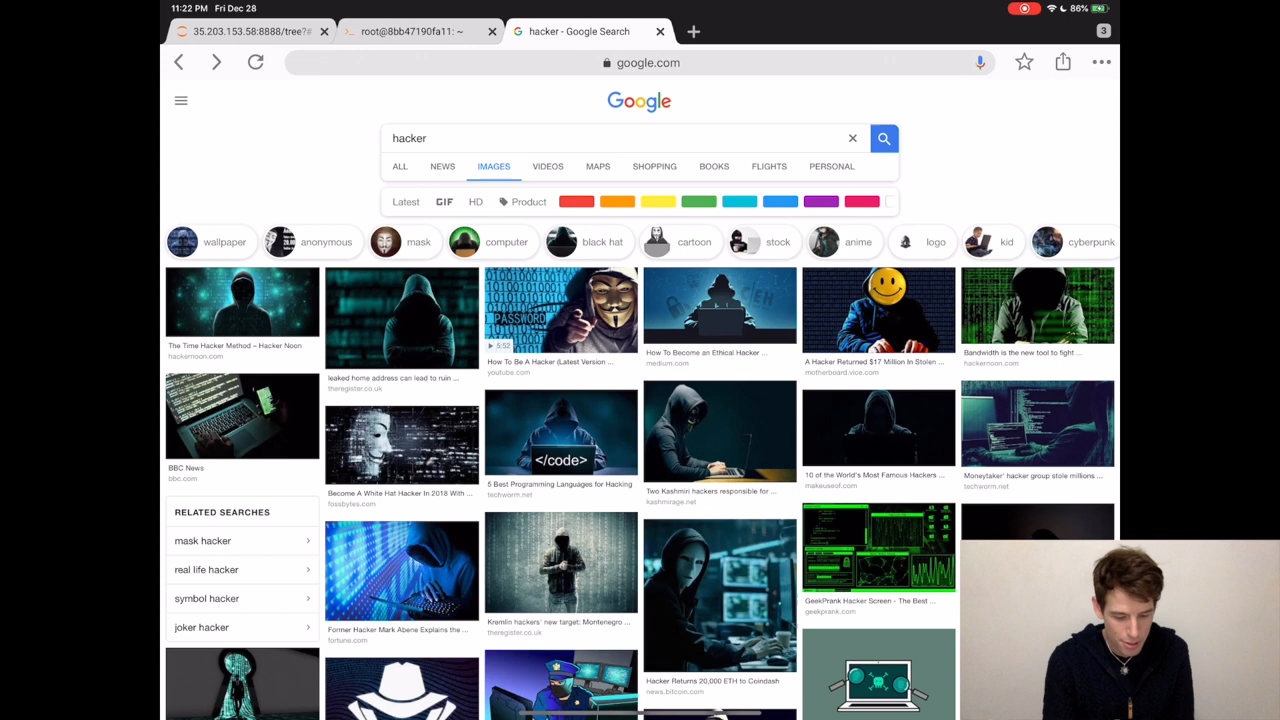 11:22 PM Fri Dec 28
86%
35.203.153.58:8888/tree?#
root@8bb47190fa11: ~
hacker - Google Search
3
google.com
Google
hacker
ALL NEWS IMAGES VIDEOS MAPS SHOPPING BOOKS FLIGHTS PERSONAL
Latest GIF HD Product
wallpaper anonymous mask computer black hat cartoon stock anime logo kid cyberpunk
The Time Hacker Method – Hacker Noon
hackernoon.com
leaked home address can lead to ruin ...
theregister.co.uk
PASSWORD
5:52
How To Be A Hacker (Latest Version ...
youtube.com
CEH
How To Become an Ethical Hacker ...
medium.com
A Hacker Returned $17 Million In Stolen ...
motherboard.vice.com
Bandwidth is the new tool to fight ...
hackernoon.com
BBC News
bbc.com
Become A White Hat Hacker In 2018 With ...
fossbytes.com
</code>
5 Best Programming Languages for Hacking
techworm.net
Two Kashmiri hackers responsible for ...
kashmirage.net
10 of the World's Most Famous Hackers ...
makeuseof.com
Moneytaker' hacker group stole millions ...
techworm.net
RELATED SEARCHES
mask hacker
real life hacker
symbol hacker
joker hacker
Former Hacker Mark Abene Explains the ...
fortune.com
Kremlin hackers' new target: Montenegro ...
theregister.co.uk
Hacker Returns 20,000 ETH to Coindash
news.bitcoin.com
GeekPrank Hacker Screen - The Best ...
geekprank.com